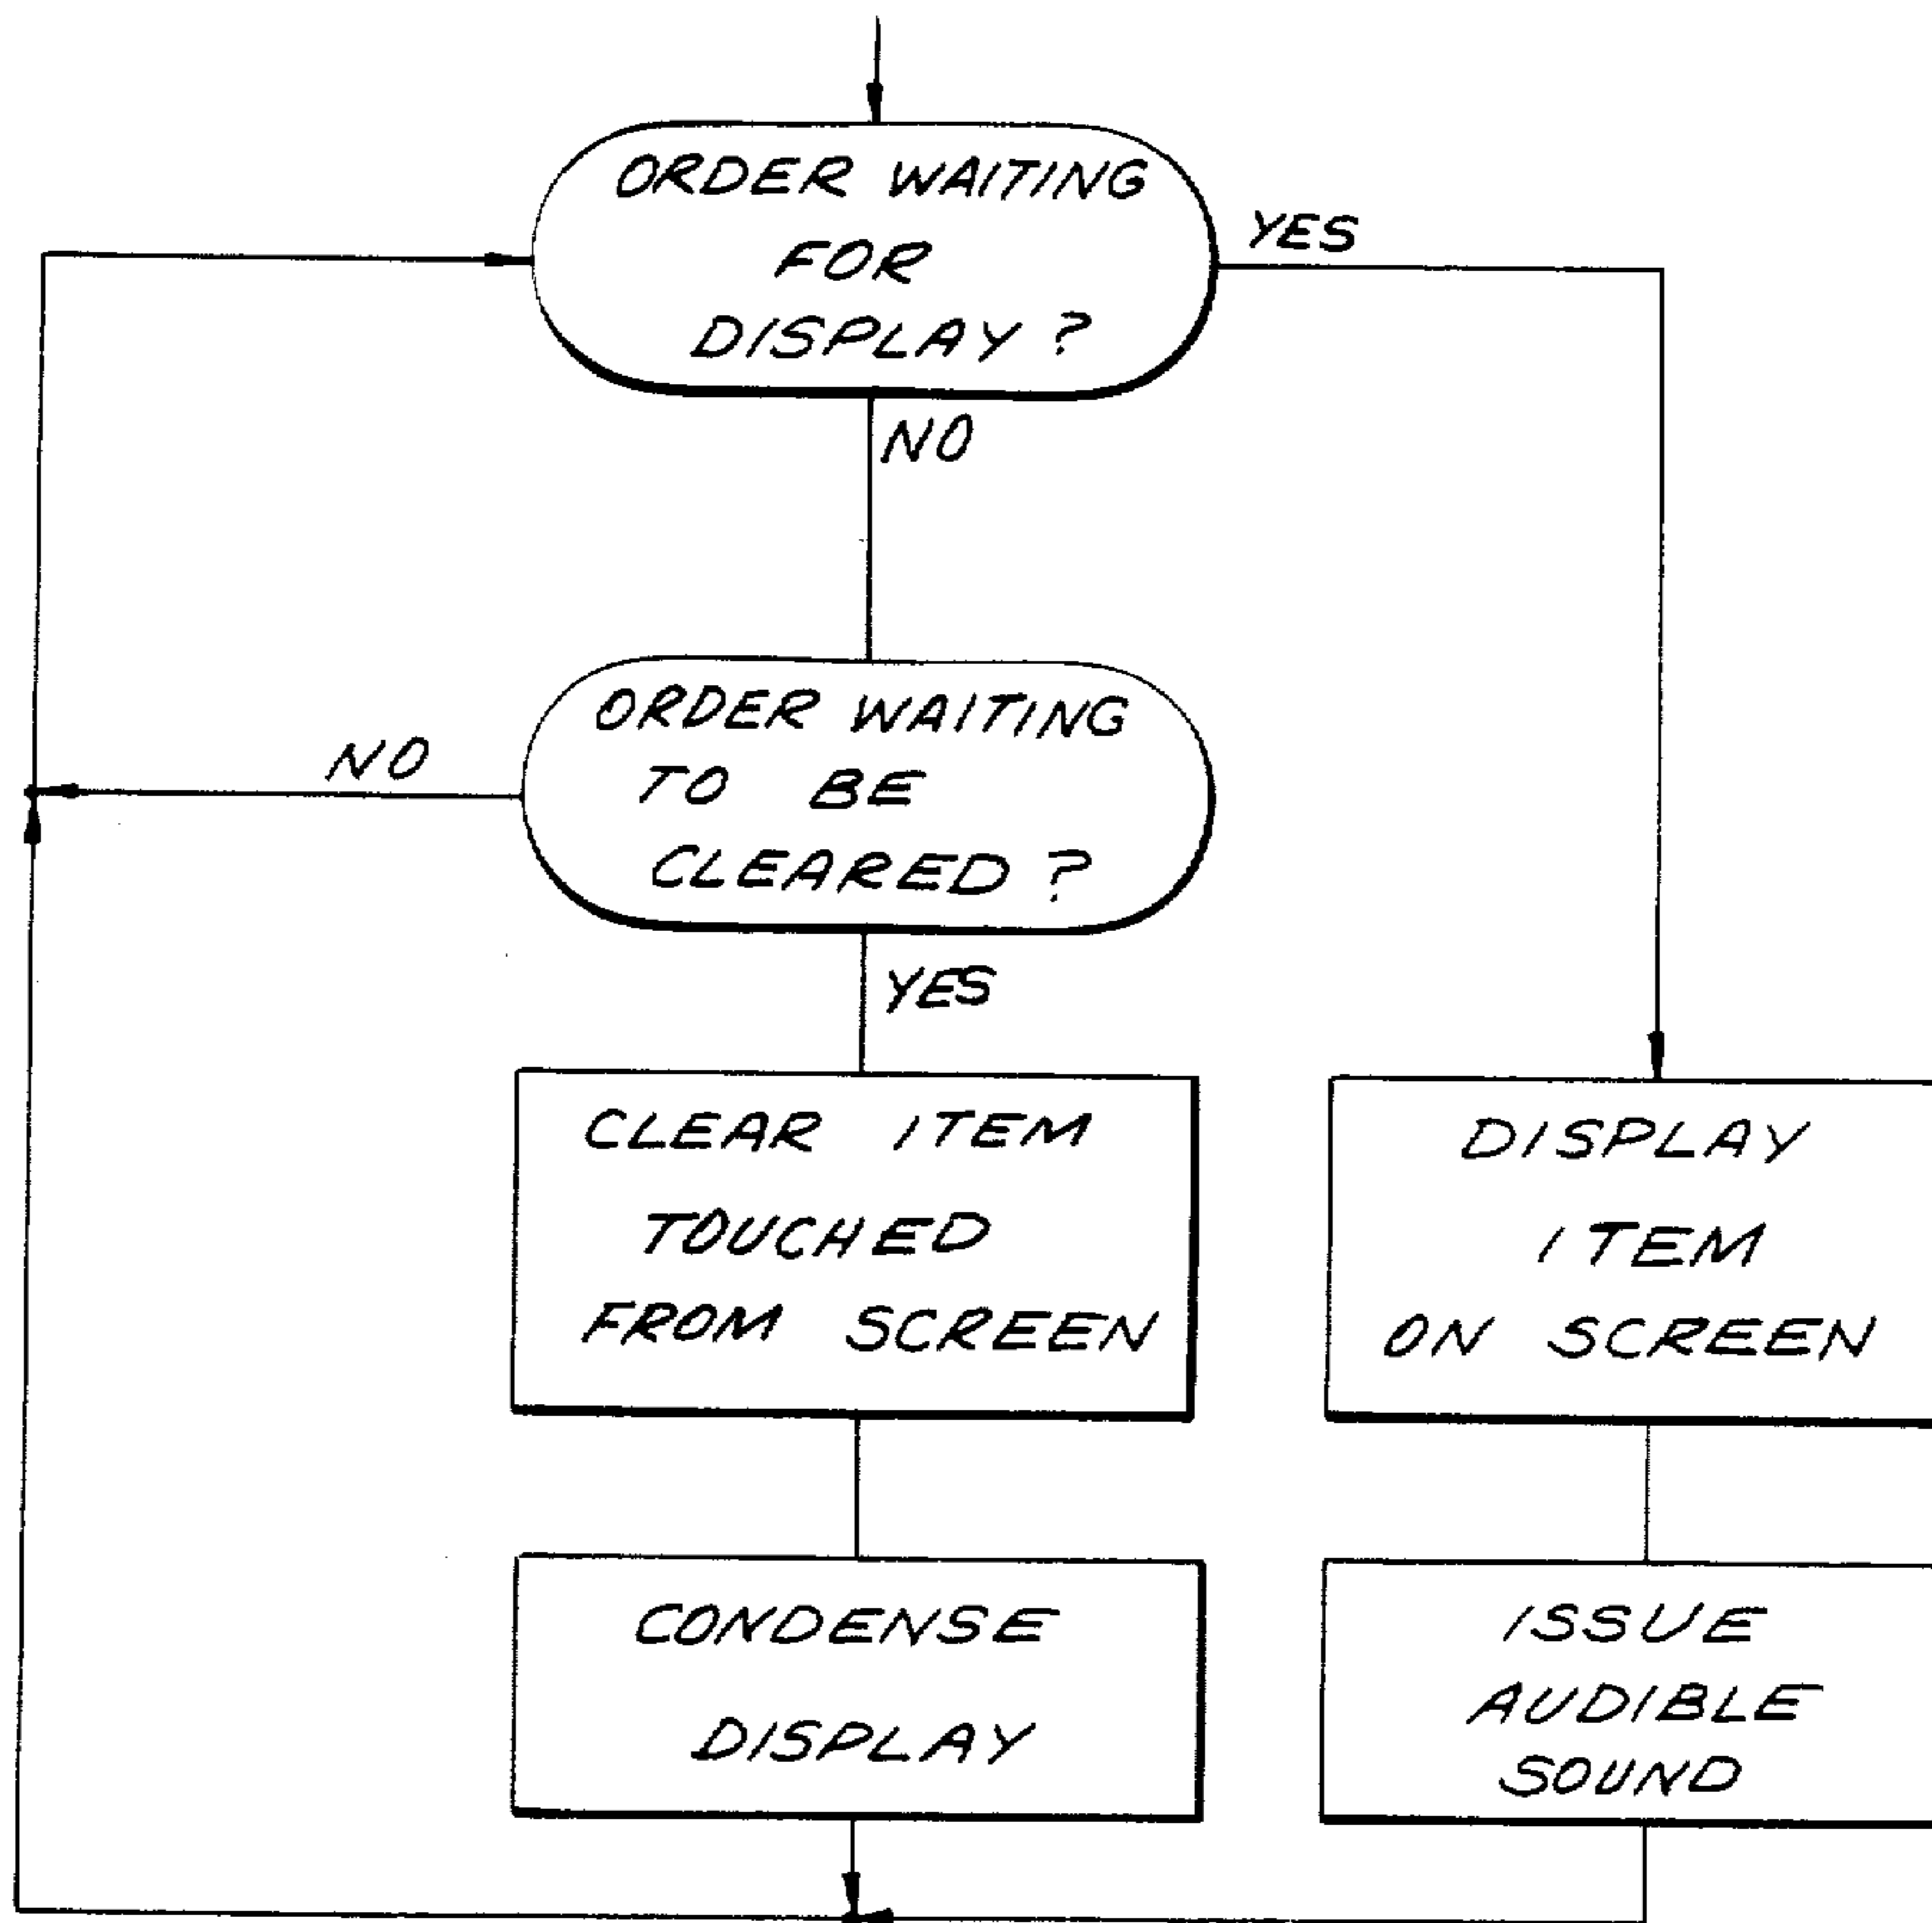 ORDER WAITING
FOR
DISPLAY ?
YES
NO
ORDER WAITING
TO BE
CLEARED ?
NO
YES
CLEAR ITEM
TOUCHED
FROM SCREEN
DISPLAY
ITEM
ON SCREEN
CONDENSE
DISPLAY
ISSUE
AUDIBLE
SOUND